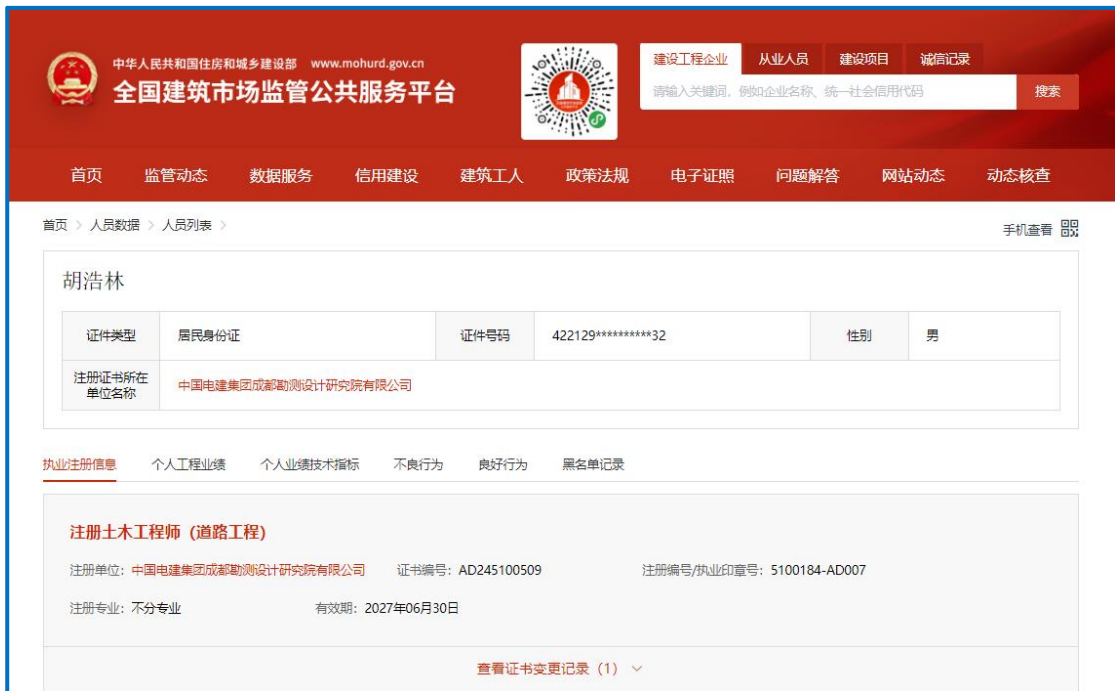 中华人民共和国住房和城乡建设部 www.mohurd.gov.cn
全国建筑市场监管公共服务平台
建设工程企业 从业人员 建设项目 诚信记录
请输入关键词，例如企业名称、统一社会信用代码 搜索
首页 监管动态 数据服务 信用建设 建筑工人 政策法规 电子证照 问题解答 网站动态 动态核查
首页 > 人员数据 > 人员列表 >
手机查看
胡浩林
证件类型 居民身份证 证件号码 422129**********32 性别 男
注册证书所在
单位名称
中国电建集团成都勘测设计研究院有限公司
执业注册信息 个人工程业绩 个人业绩技术指标 不良行为 良好行为 黑名单记录
注册土木工程师（道路工程）
注册单位：中国电建集团成都勘测设计研究院有限公司 证书编号：AD245100509 注册编号/执业印章号：5100184-AD007
注册专业：不分专业 有效期：2027年06月30日
查看证书变更记录（1）